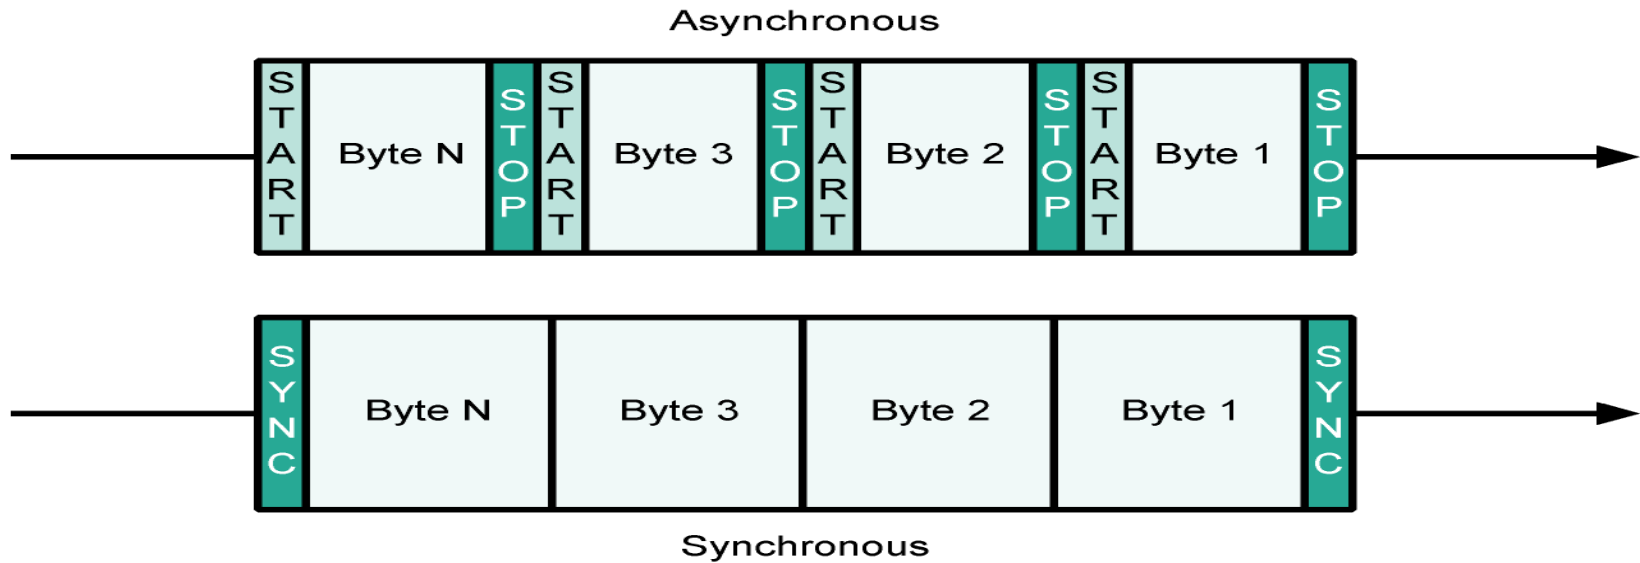 Asynchronous
START Byte N STOP START Byte 3 STOP START Byte 2 STOP START Byte 1 STOP
SYNC Byte N Byte 3 Byte 2 Byte 1 SYNC
Synchronous